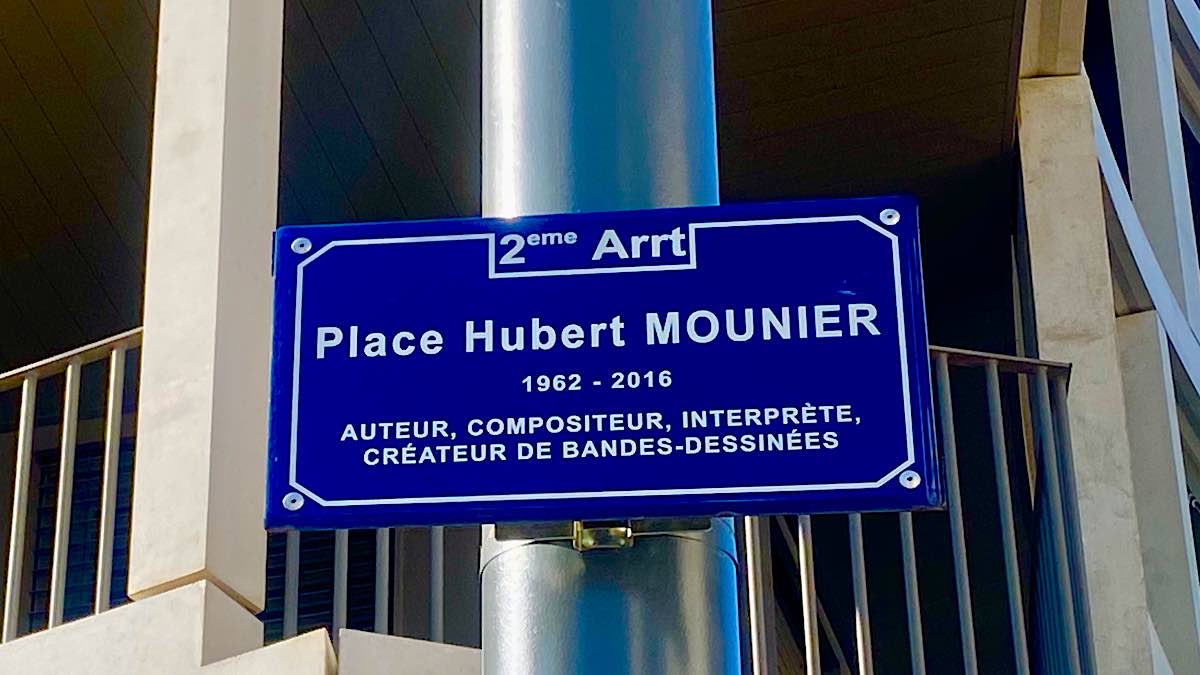 2eme Arrt
Place Hubert MOUNIER
1962 - 2016
AUTEUR, COMPOSITEUR, INTERPRÈTE,
CRÉATEUR DE BANDES-DESSINÉES